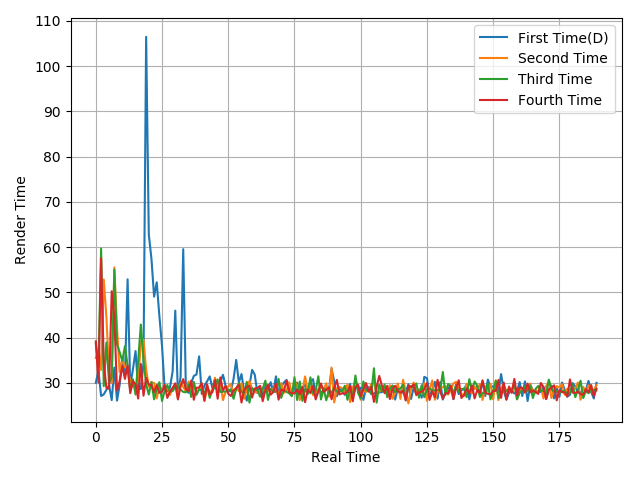 110
100
90
80
70
60
50
40
30
Render Time
First Time(D)
Second Time
Third Time
Fourth Time
0
25
50
75
100
125
150
175
Real Time